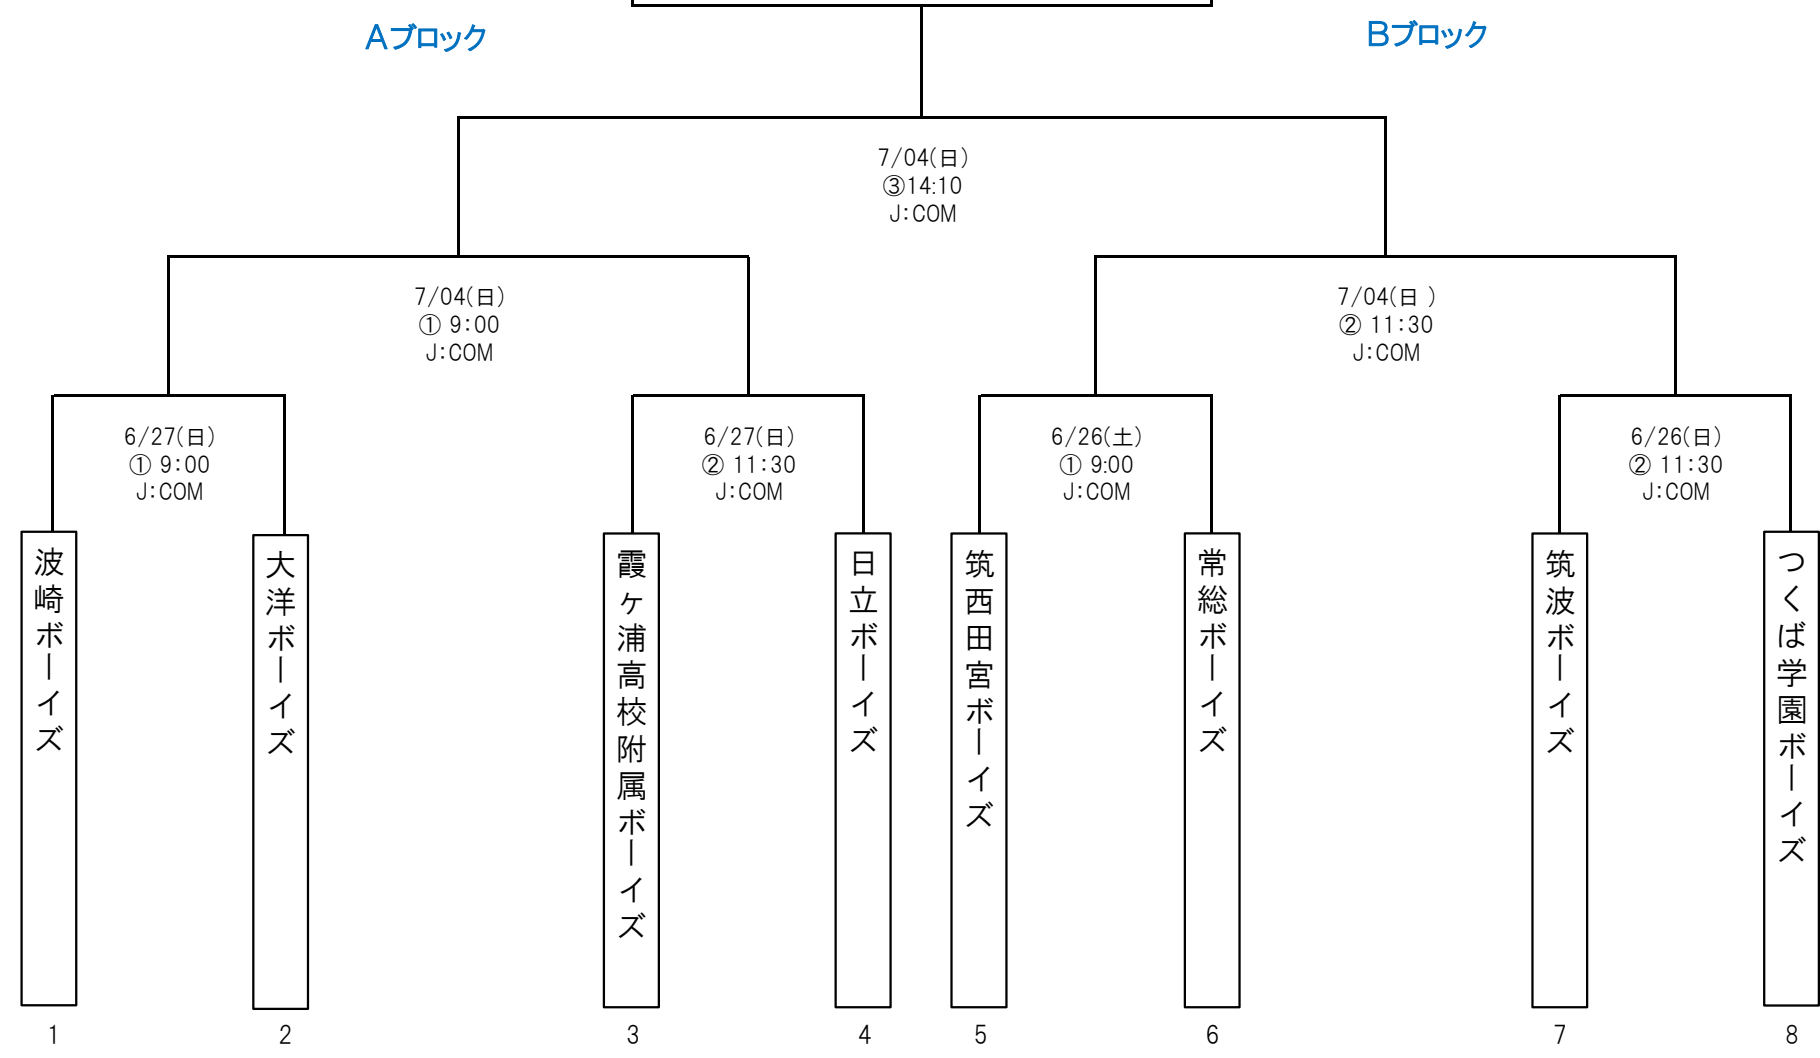 Aブロック
Bブロック
7/04(日)
③14:10
J:COM
7/04(日)
① 9:00
J:COM
7/04(日 )
② 11:30
J:COM
6/27(日)
① 9:00
J:COM
6/27(日)
② 11:30
J:COM
6/26(土)
① 9:00
J:COM
6/26(日)
② 11:30
J:COM
波崎ボーイズ
大洋ボーイズ
霞ヶ浦高校附属ボーイズ
日立ボーイズ
筑西田宮ボーイズ
常総ボーイズ
筑波ボーイズ
つくば学園ボーイズ
1
2
3
4
5
6
7
8